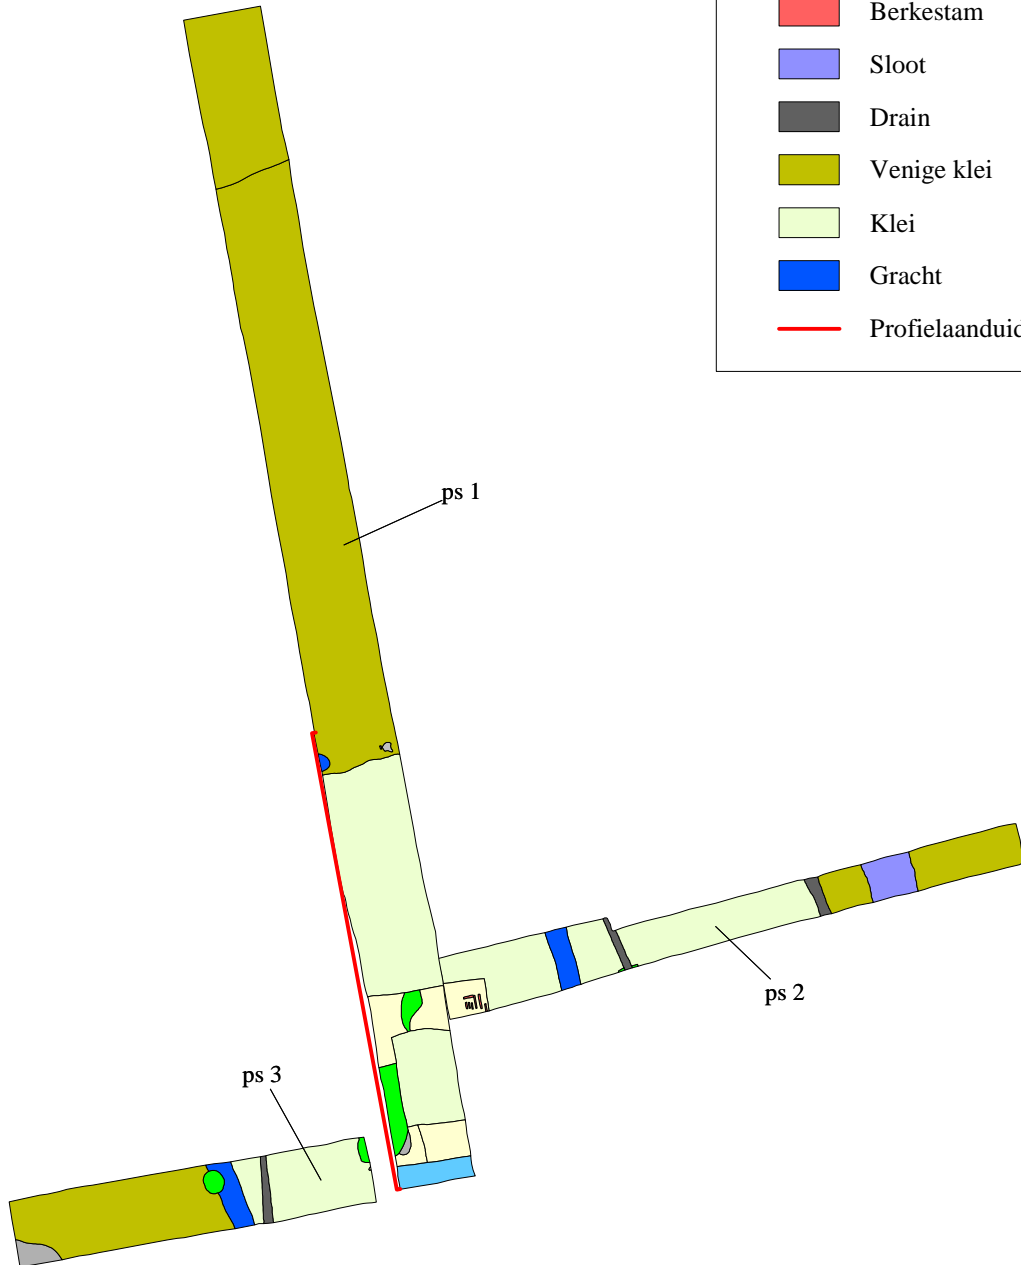 Berkestam
Sloot
Drain
Venige klei
Klei
Gracht
Profielaanduid
ps 1
ps 2
ps 3